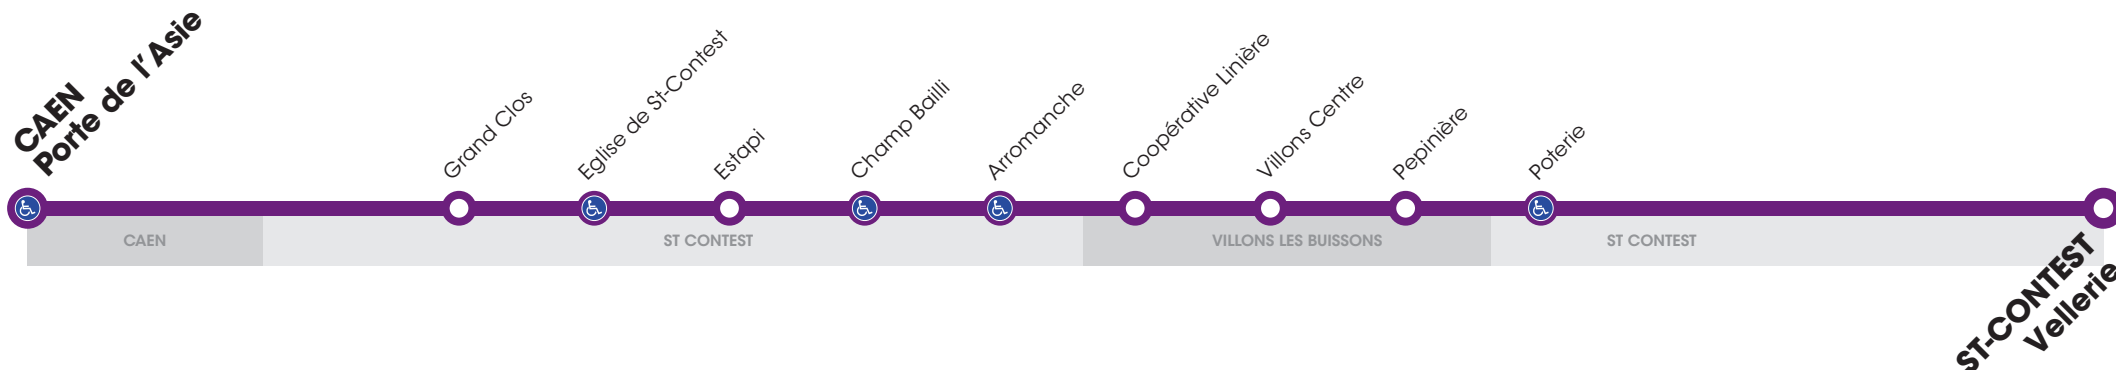 CAEN
Porte de l'Asie
Grand Clos
Eglise de St-Contest
Estapi
Champ Bailli
Arromanche
Coopérative Linière
Villons Centre
Pepinière
Poterie
CAEN
ST CONTEST
VILLONS LES BUISSONS
ST CONTEST
ST-CONTEST
Vellerie